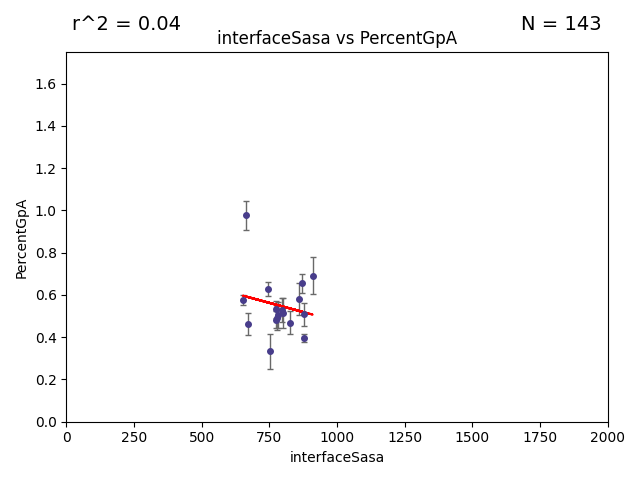 r^2 = 0.04
N = 143
interfaceSasa vs PercentGpA
PercentGpA
1.6
1.4
1.2
1.0
0.8
0.6
0.4
0.2
0.0
0 250 500 750 1000 1250 1500 1750 2000
interfaceSasa